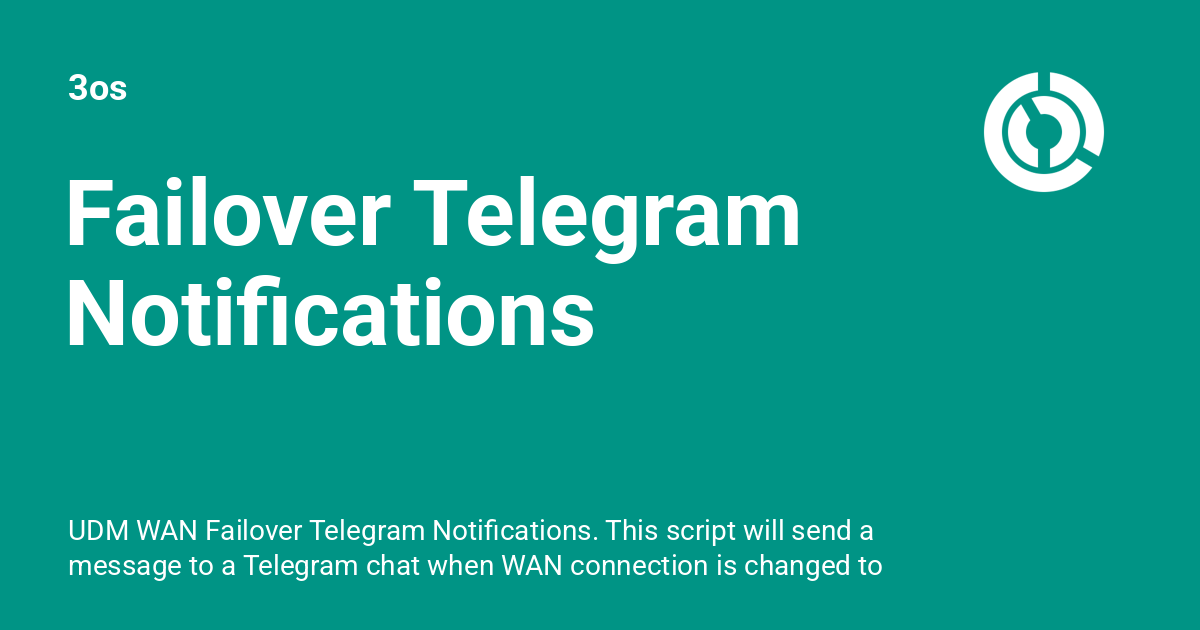 3os
Failover Telegram
Notifications
UDM WAN Failover Telegram Notifications. This script will send a
message to a Telegram chat when WAN connection is changed to